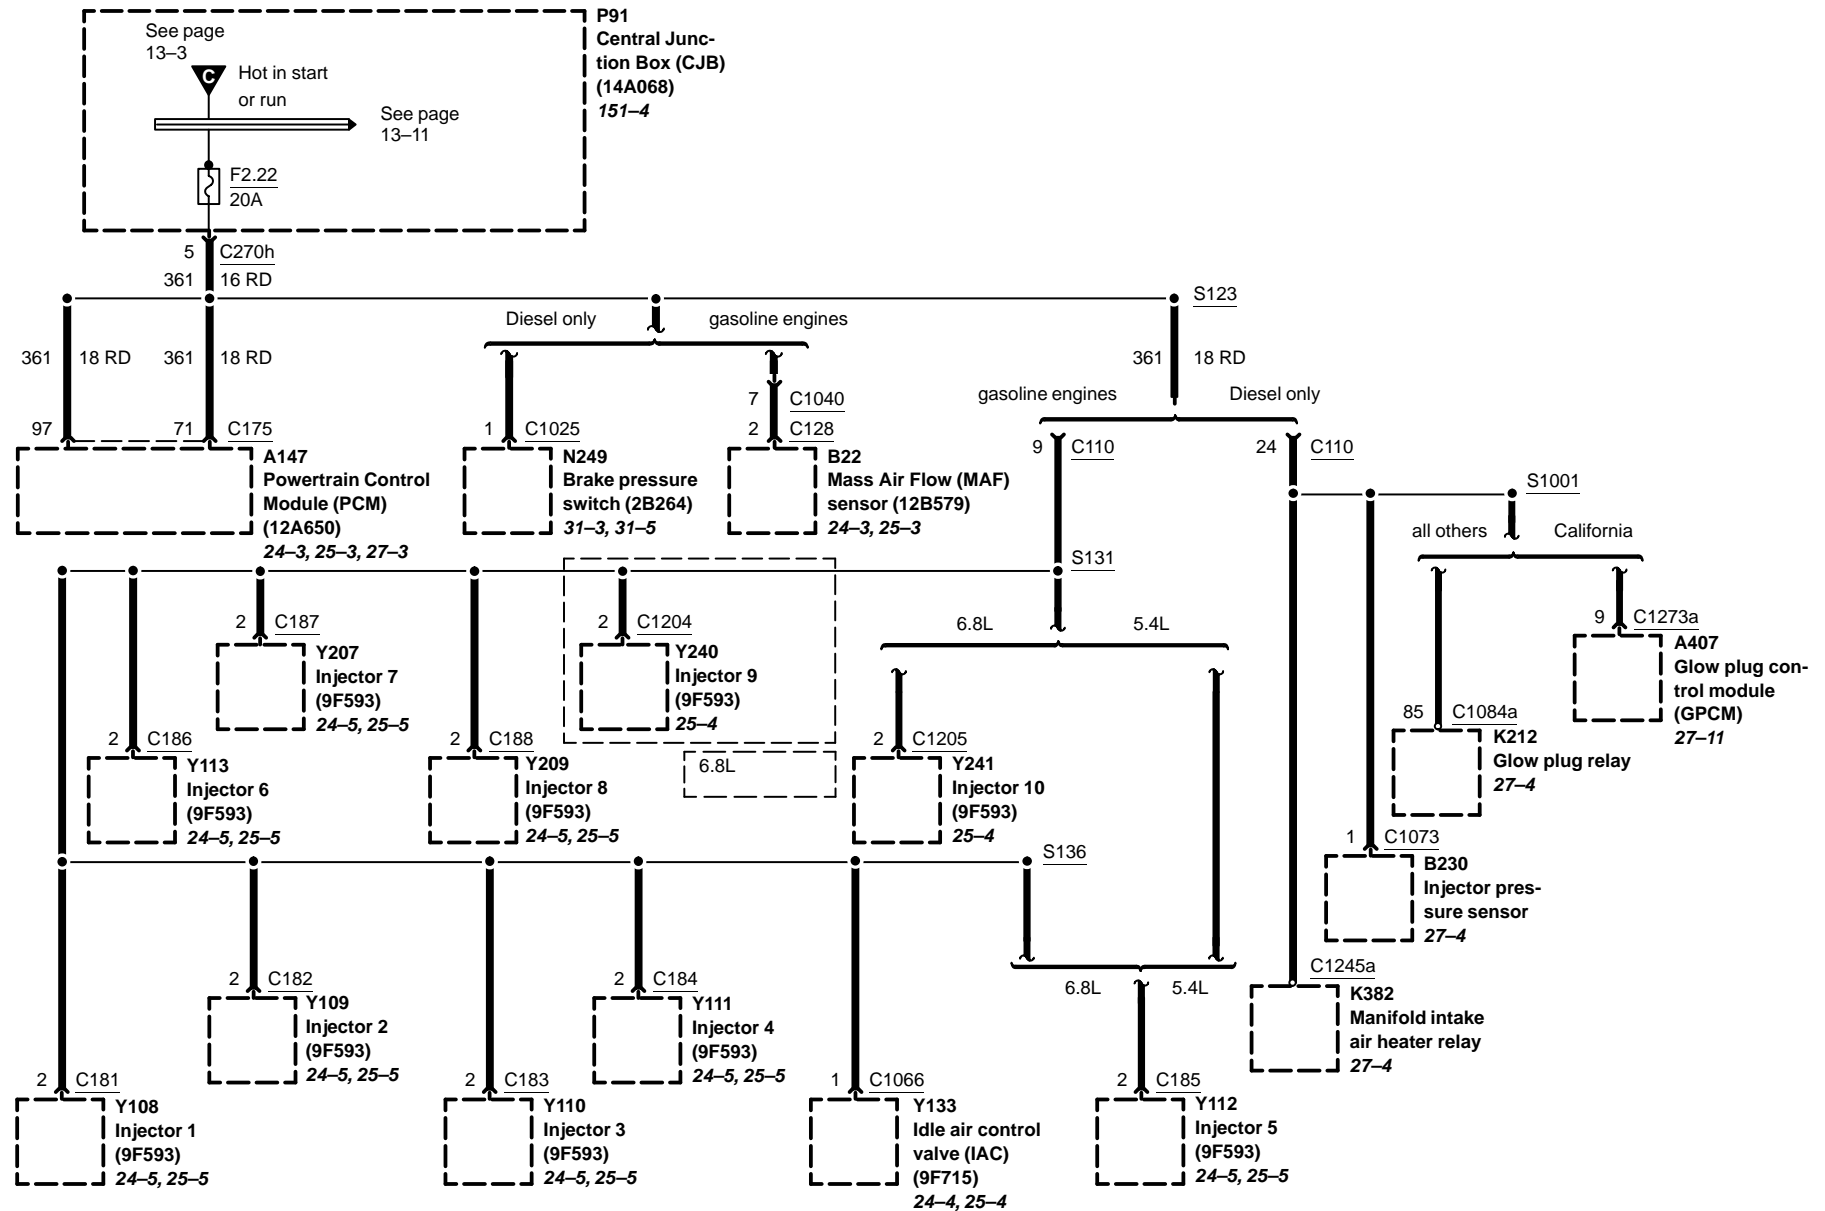 See page
13–3
C
Hot in start
or run
See page
13–11
F2.22
20A
P91
Central Junc-
tion Box (CJB)
(14A068)
151–4
5
C270h
361
16 RD
S123
Diesel only
gasoline engines
361
18 RD
361
18 RD
361
18 RD
gasoline engines
Diesel only
7
C1040
97
71
C175
1
C1025
2
C128
9
C110
24
C110
A147
Powertrain Control
Module (PCM)
(12A650)
24–3, 25–3, 27–3
N249
Brake pressure
switch (2B264)
31–3, 31–5
B22
Mass Air Flow (MAF)
sensor (12B579)
24–3, 25–3
S1001
all others
California
S131
2
C187
2
C1204
6.8L
5.4L
9
C1273a
Y207
Injector 7
(9F593)
24–5, 25–5
Y240
Injector 9
(9F593)
25–4
A407
Glow plug con-
trol module
(GPCM)
27–11
2
C186
2
C188
2
C1205
85
C1084a
Y113
Injector 6
(9F593)
24–5, 25–5
Y209
Injector 8
(9F593)
24–5, 25–5
6.8L
Y241
Injector 10
(9F593)
25–4
K212
Glow plug relay
27–4
1
C1073
S136
B230
Injector pres-
sure sensor
27–4
2
C182
2
C184
6.8L
5.4L
C1245a
Y109
Injector 2
(9F593)
24–5, 25–5
Y111
Injector 4
(9F593)
24–5, 25–5
K382
Manifold intake
air heater relay
27–4
2
C181
2
C183
1
C1066
2
C185
Y108
Injector 1
(9F593)
24–5, 25–5
Y110
Injector 3
(9F593)
24–5, 25–5
Y133
Idle air control
valve (IAC)
(9F715)
24–4, 25–4
Y112
Injector 5
(9F593)
24–5, 25–5